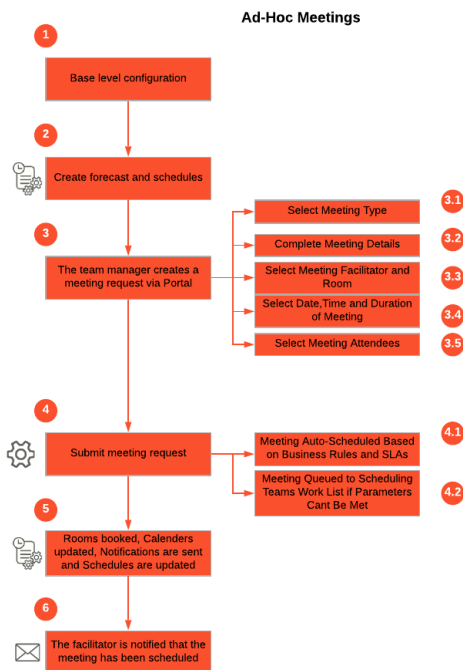 Ad-Hoc Meetings
1
Base level configuration
2
Create forecast and schedules
3
The team manager creates a
meeting request via Portal
3.1
Select Meeting Type
3.2
Complete Meeting Details
3.3
Select Meeting Facilitator and
Room
3.4
Select Date,Time and Duration
of Meeting
3.5
Select Meeting Attendees
4
Submit meeting request
4.1
Meeting Auto-Scheduled Based
on Business Rules and SLAs
4.2
Meeting Queued to Scheduling
Teams Work List if Parameters
Cant Be Met
5
Rooms booked, Calenders
updated, Notifications are sent
and Schedules are updated
6
The facilitator is notified that the
meeting has been scheduled